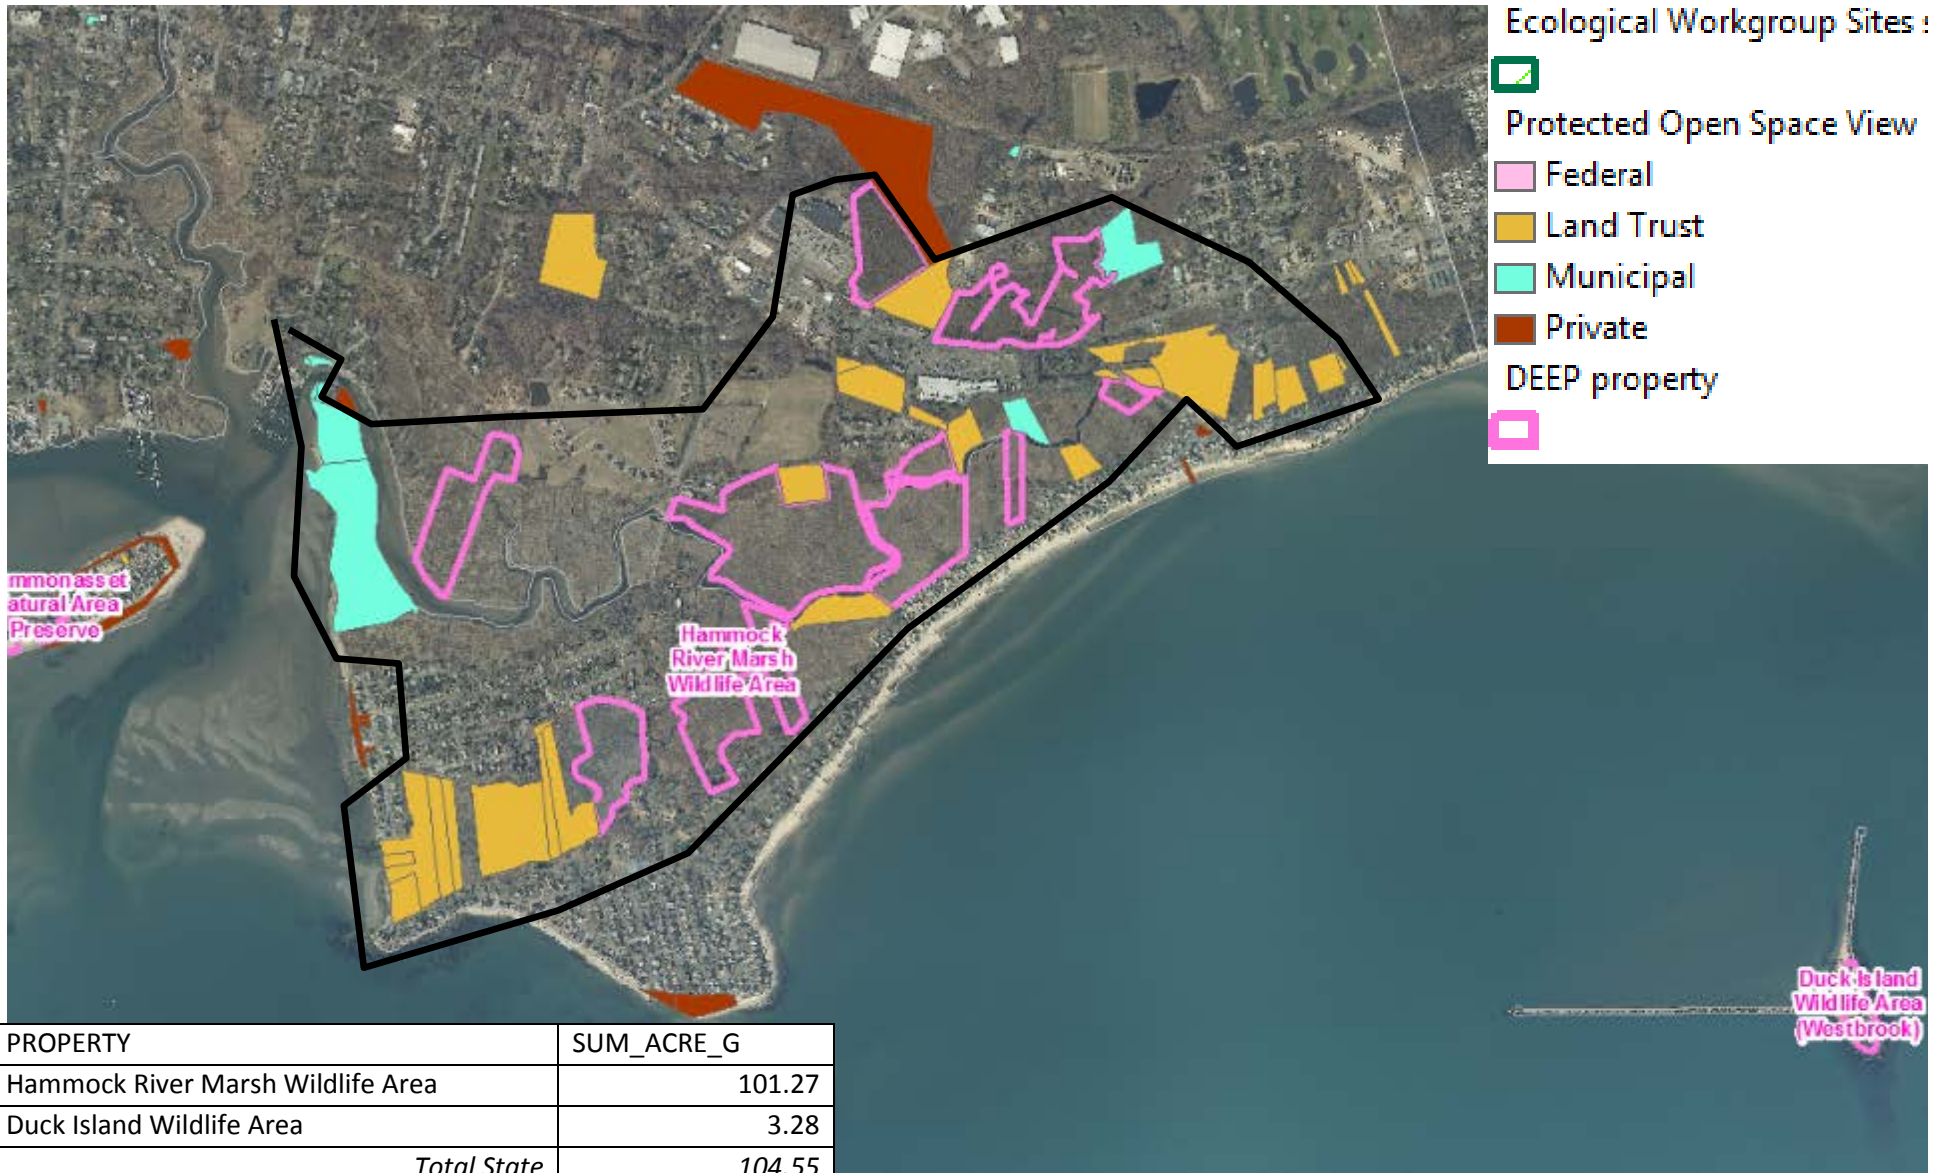 Ecological Workgroup Sites
Protected Open Space View
Federal
Land Trust
Municipal
Private
DEEP property
mmonasset
atural Area
Preserve
Hammock
River Marsh
Wildlife Area
Duck Island
Wildlife Area
(Westbrook)
PROPERTY SUM_ACRE_G
Hammock River Marsh Wildlife Area 101.27
Duck Island Wildlife Area 3.28
Total State 104.55